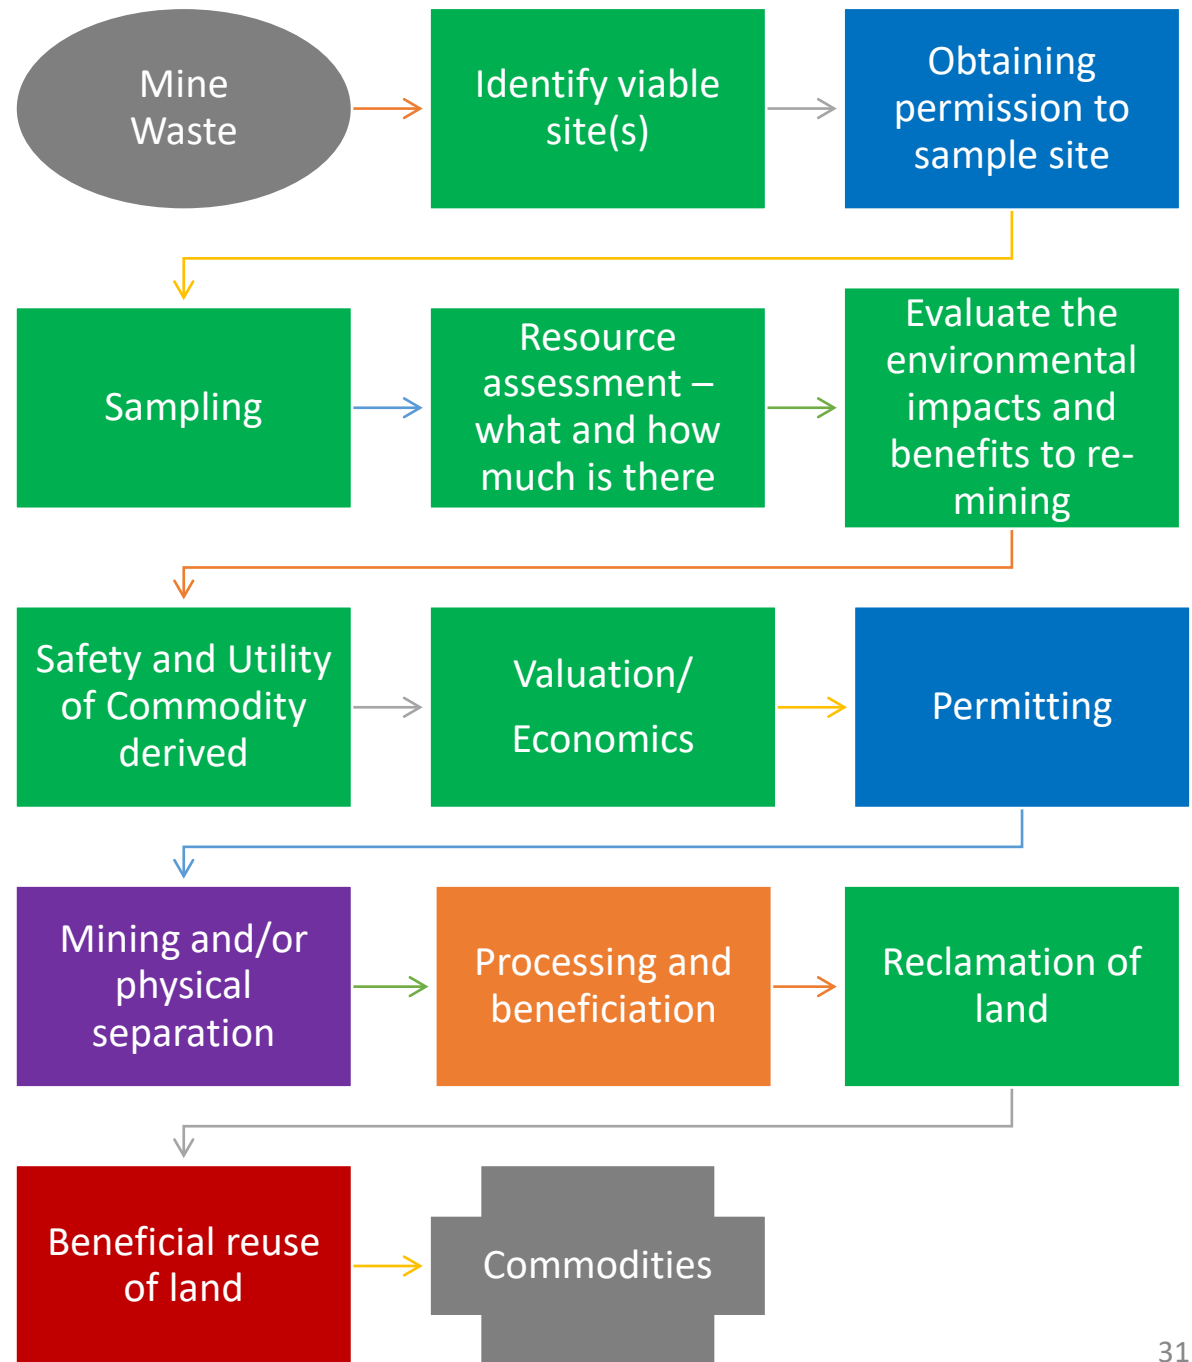 Mine
Waste
Identify viable
site(s)
Obtaining
permission to
sample site
Sampling
Resource
assessment –
what and how
much is there
Evaluate the
environmental
impacts and
benefits to re-
mining
Safety and Utility
of Commodity
derived
Valuation/
Economics
Permitting
Mining and/or
physical
separation
Processing and
beneficiation
Reclamation of
land
Beneficial reuse
of land
Commodities
31